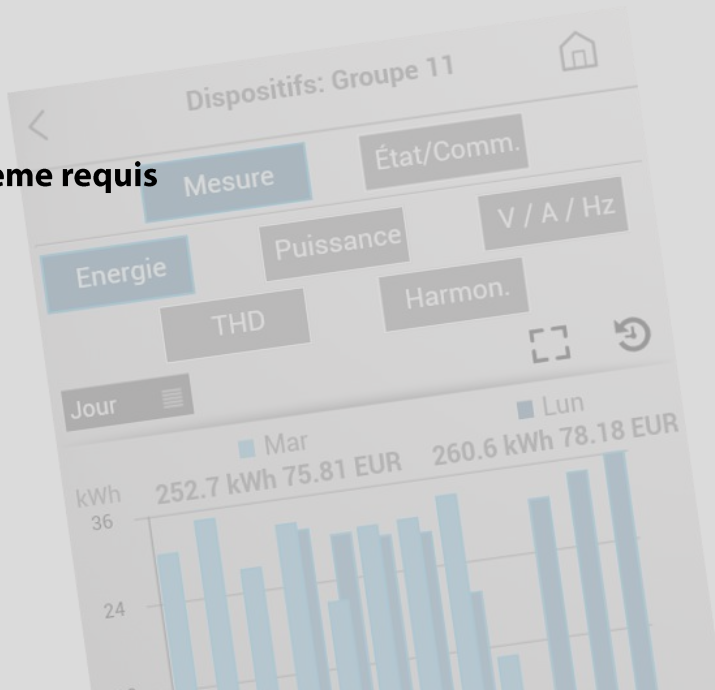 Dispositifs: Groupe 11
ème requis
Mesure
État/Comm.
Energie
Puissance
V / A / Hz
THD
Harmon.
Jour
Mar
Lun
252.7 kWh 75.81 EUR
260.6 kWh 78.18 EUR
kWh
36
24